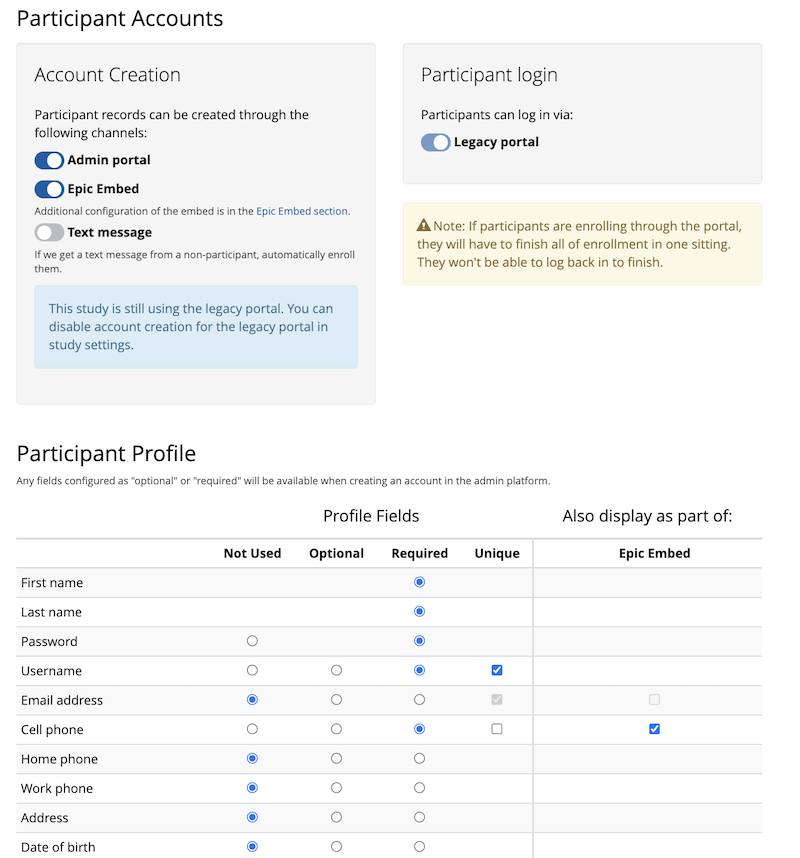 Participant Accounts
Account Creation
Participant records can be created through the
following channels:
Admin portal
Epic Embed
Additional configuration of the embed is in the Epic Embed section.
Text message
If we get a text message from a non-participant, automatically enroll
them.
This study is still using the legacy portal. You can
disable account creation for the legacy portal in
study settings.
Participant login
Participants can log in via:
Legacy portal
Note: If participants are enrolling through the portal,
they will have to finish all of enrollment in one sitting.
They won't be able to log back in to finish.
Participant Profile
Any fields configured as "optional" or "required" will be available when creating an account in the admin platform.
Profile Fields Also display as part of:
Not Used Optional Required Unique Epic Embed
First name
Last name
Password
Username
Email address
Cell phone
Home phone
Work phone
Address
Date of birth